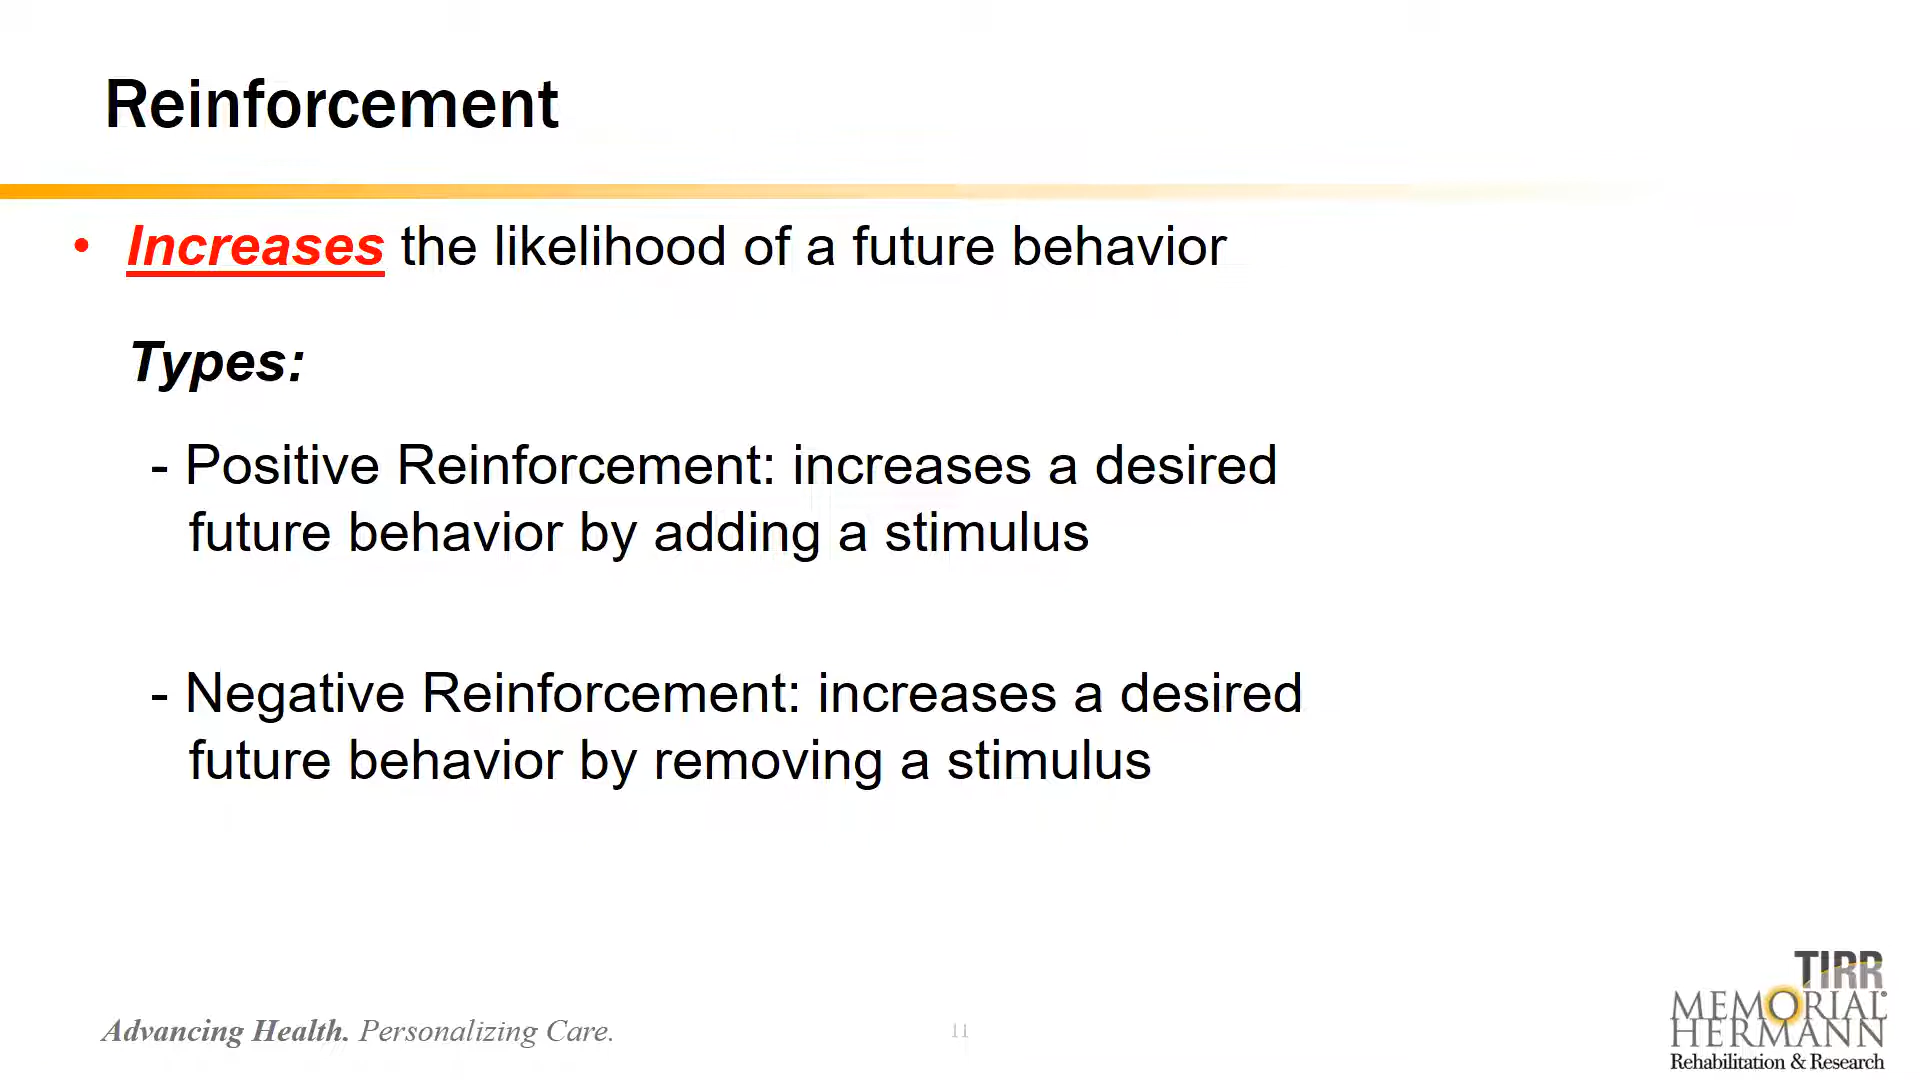 Reinforcement
• Increases the likelihood of a future behavior
Types:
- Positive Reinforcement: increases a desired
future behavior by adding a stimulus
- Negative Reinforcement: increases a desired
future behavior by removing a stimulus
Advancing Health. Personalizing Care.
11
TIRR
MEMORIAL®
HERMANN
Rehabilitation & Research